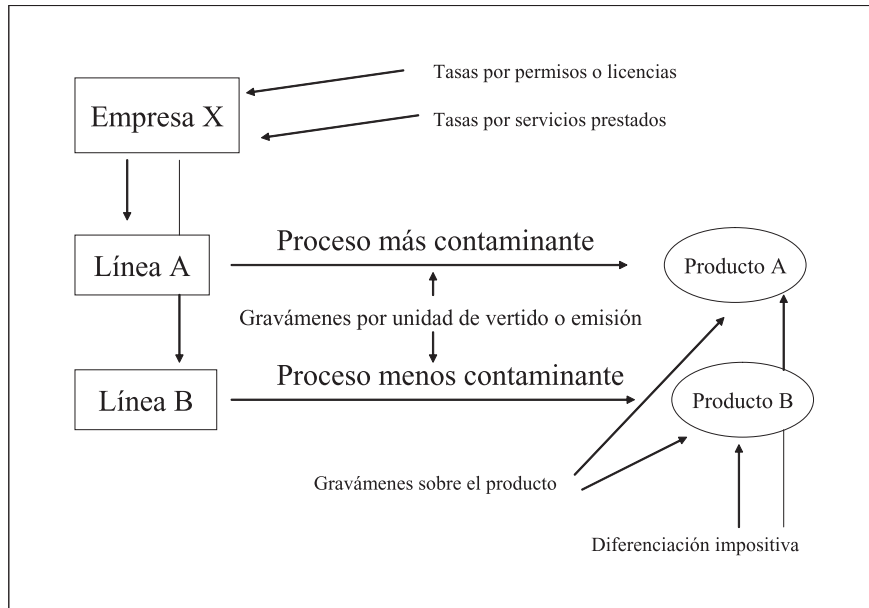 Tasas por permisos o licencias
Empresa X
Tasas por servicios prestados
Proceso más contaminante
Línea A
Producto A
Gravámenes por unidad de vertido o emisión
Proceso menos contaminante
Línea B
Producto B
Gravámenes sobre el producto
Diferenciación impositiva